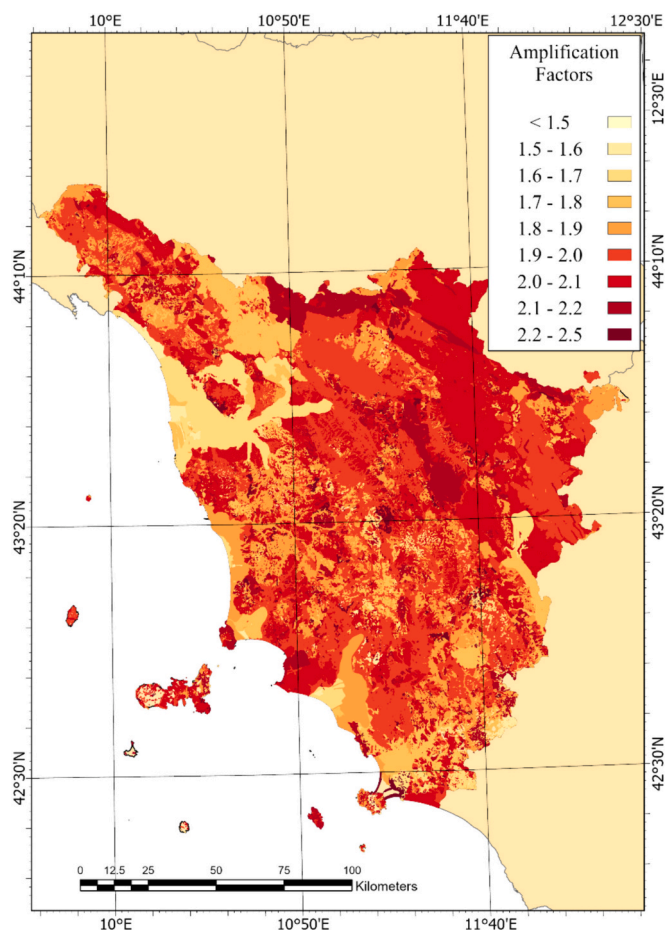 10°E 10°50'E 11°40'E 12°30'E
Amplification
Factors
< 1.5
1.5 - 1.6
1.6 - 1.7
1.7 - 1.8
1.8 - 1.9
1.9 - 2.0
2.0 - 2.1
2.1 - 2.2
2.2 - 2.5
12°30'E
44°10'N 44°10'N
43°20'N 43°20'N
42°30'N 42°30'N
0 12.5 25 50 75 100
Kilometers
10°E 10°50'E 11°40'E